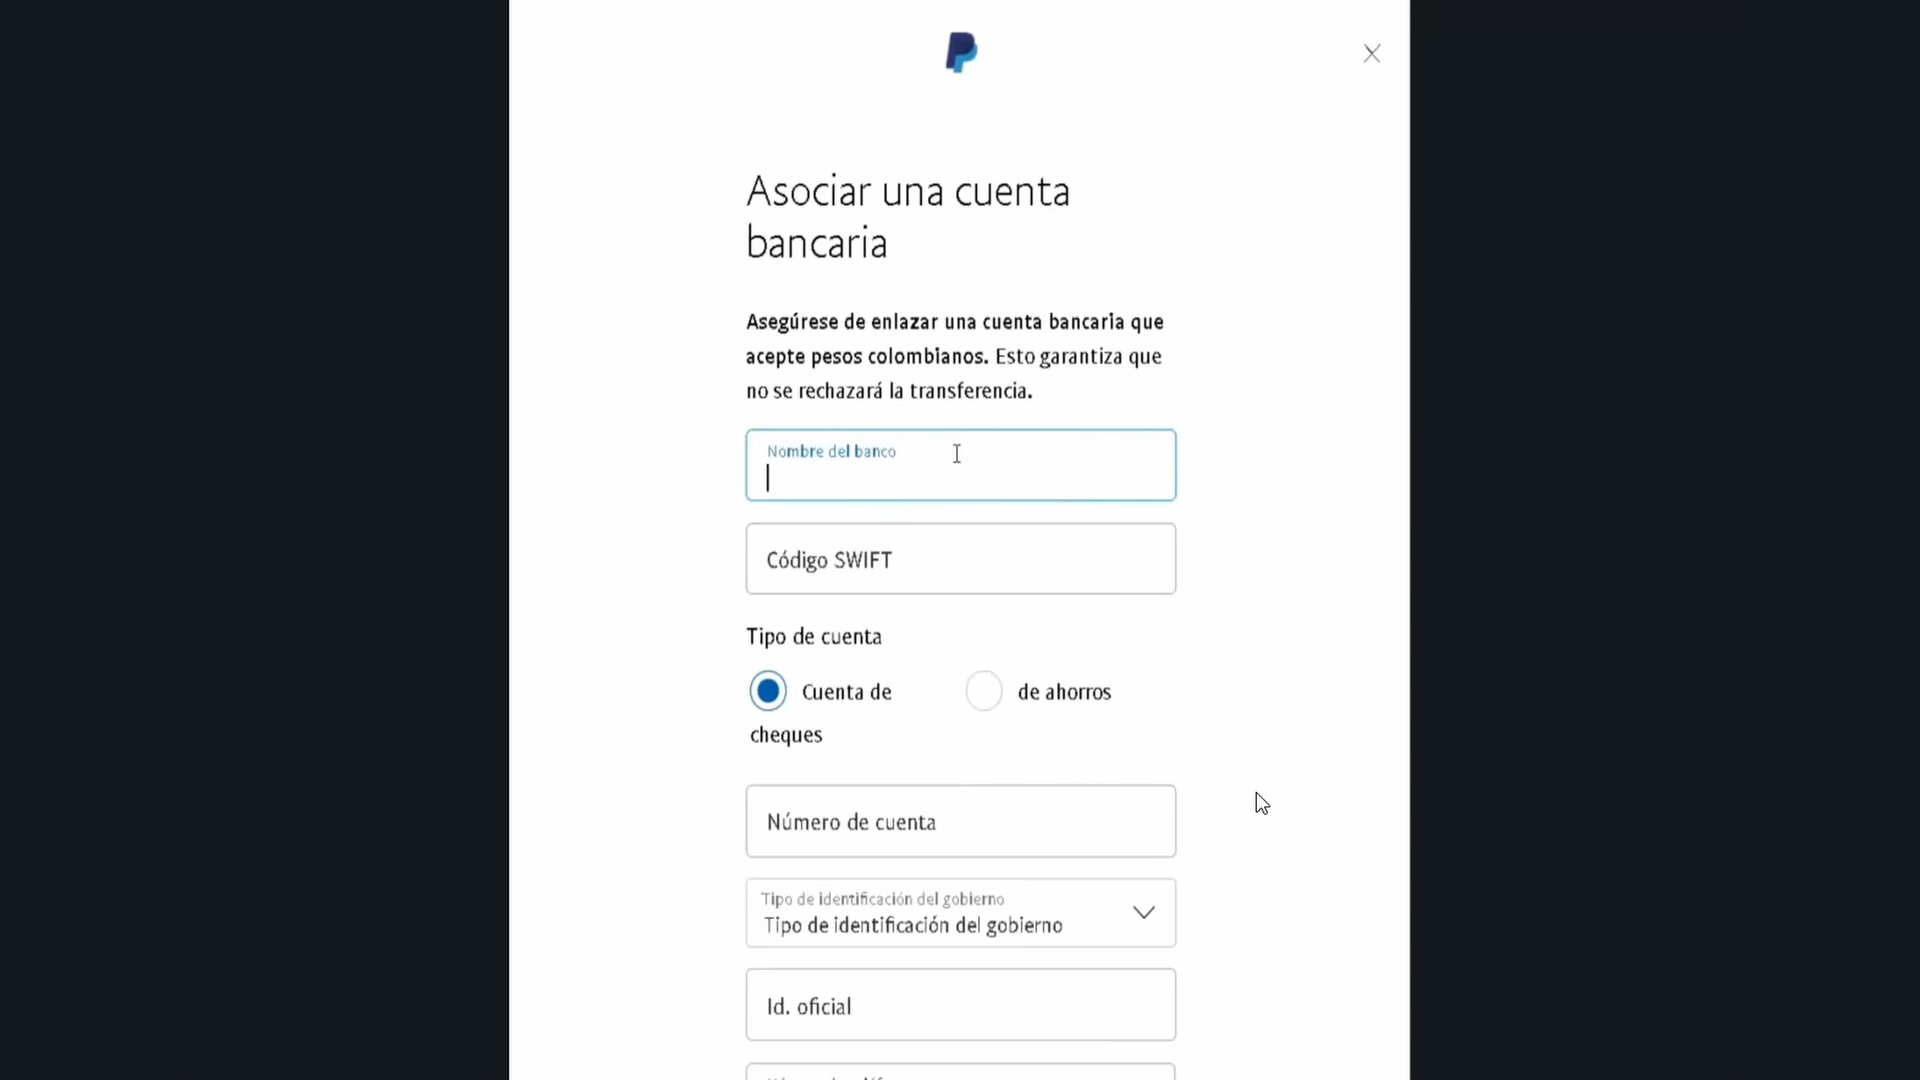 Asociar una cuenta
bancaria
Asegúrese de enlazar una cuenta bancaria que
acepte pesos colombianos. Esto garantiza que
no se rechazará la transferencia.
Nombre del banco
Código SWIFT
Tipo de cuenta
Cuenta de
cheques
de ahorros
Número de cuenta
Tipo de identificación del gobierno
Tipo de identificación del gobierno
Id. oficial